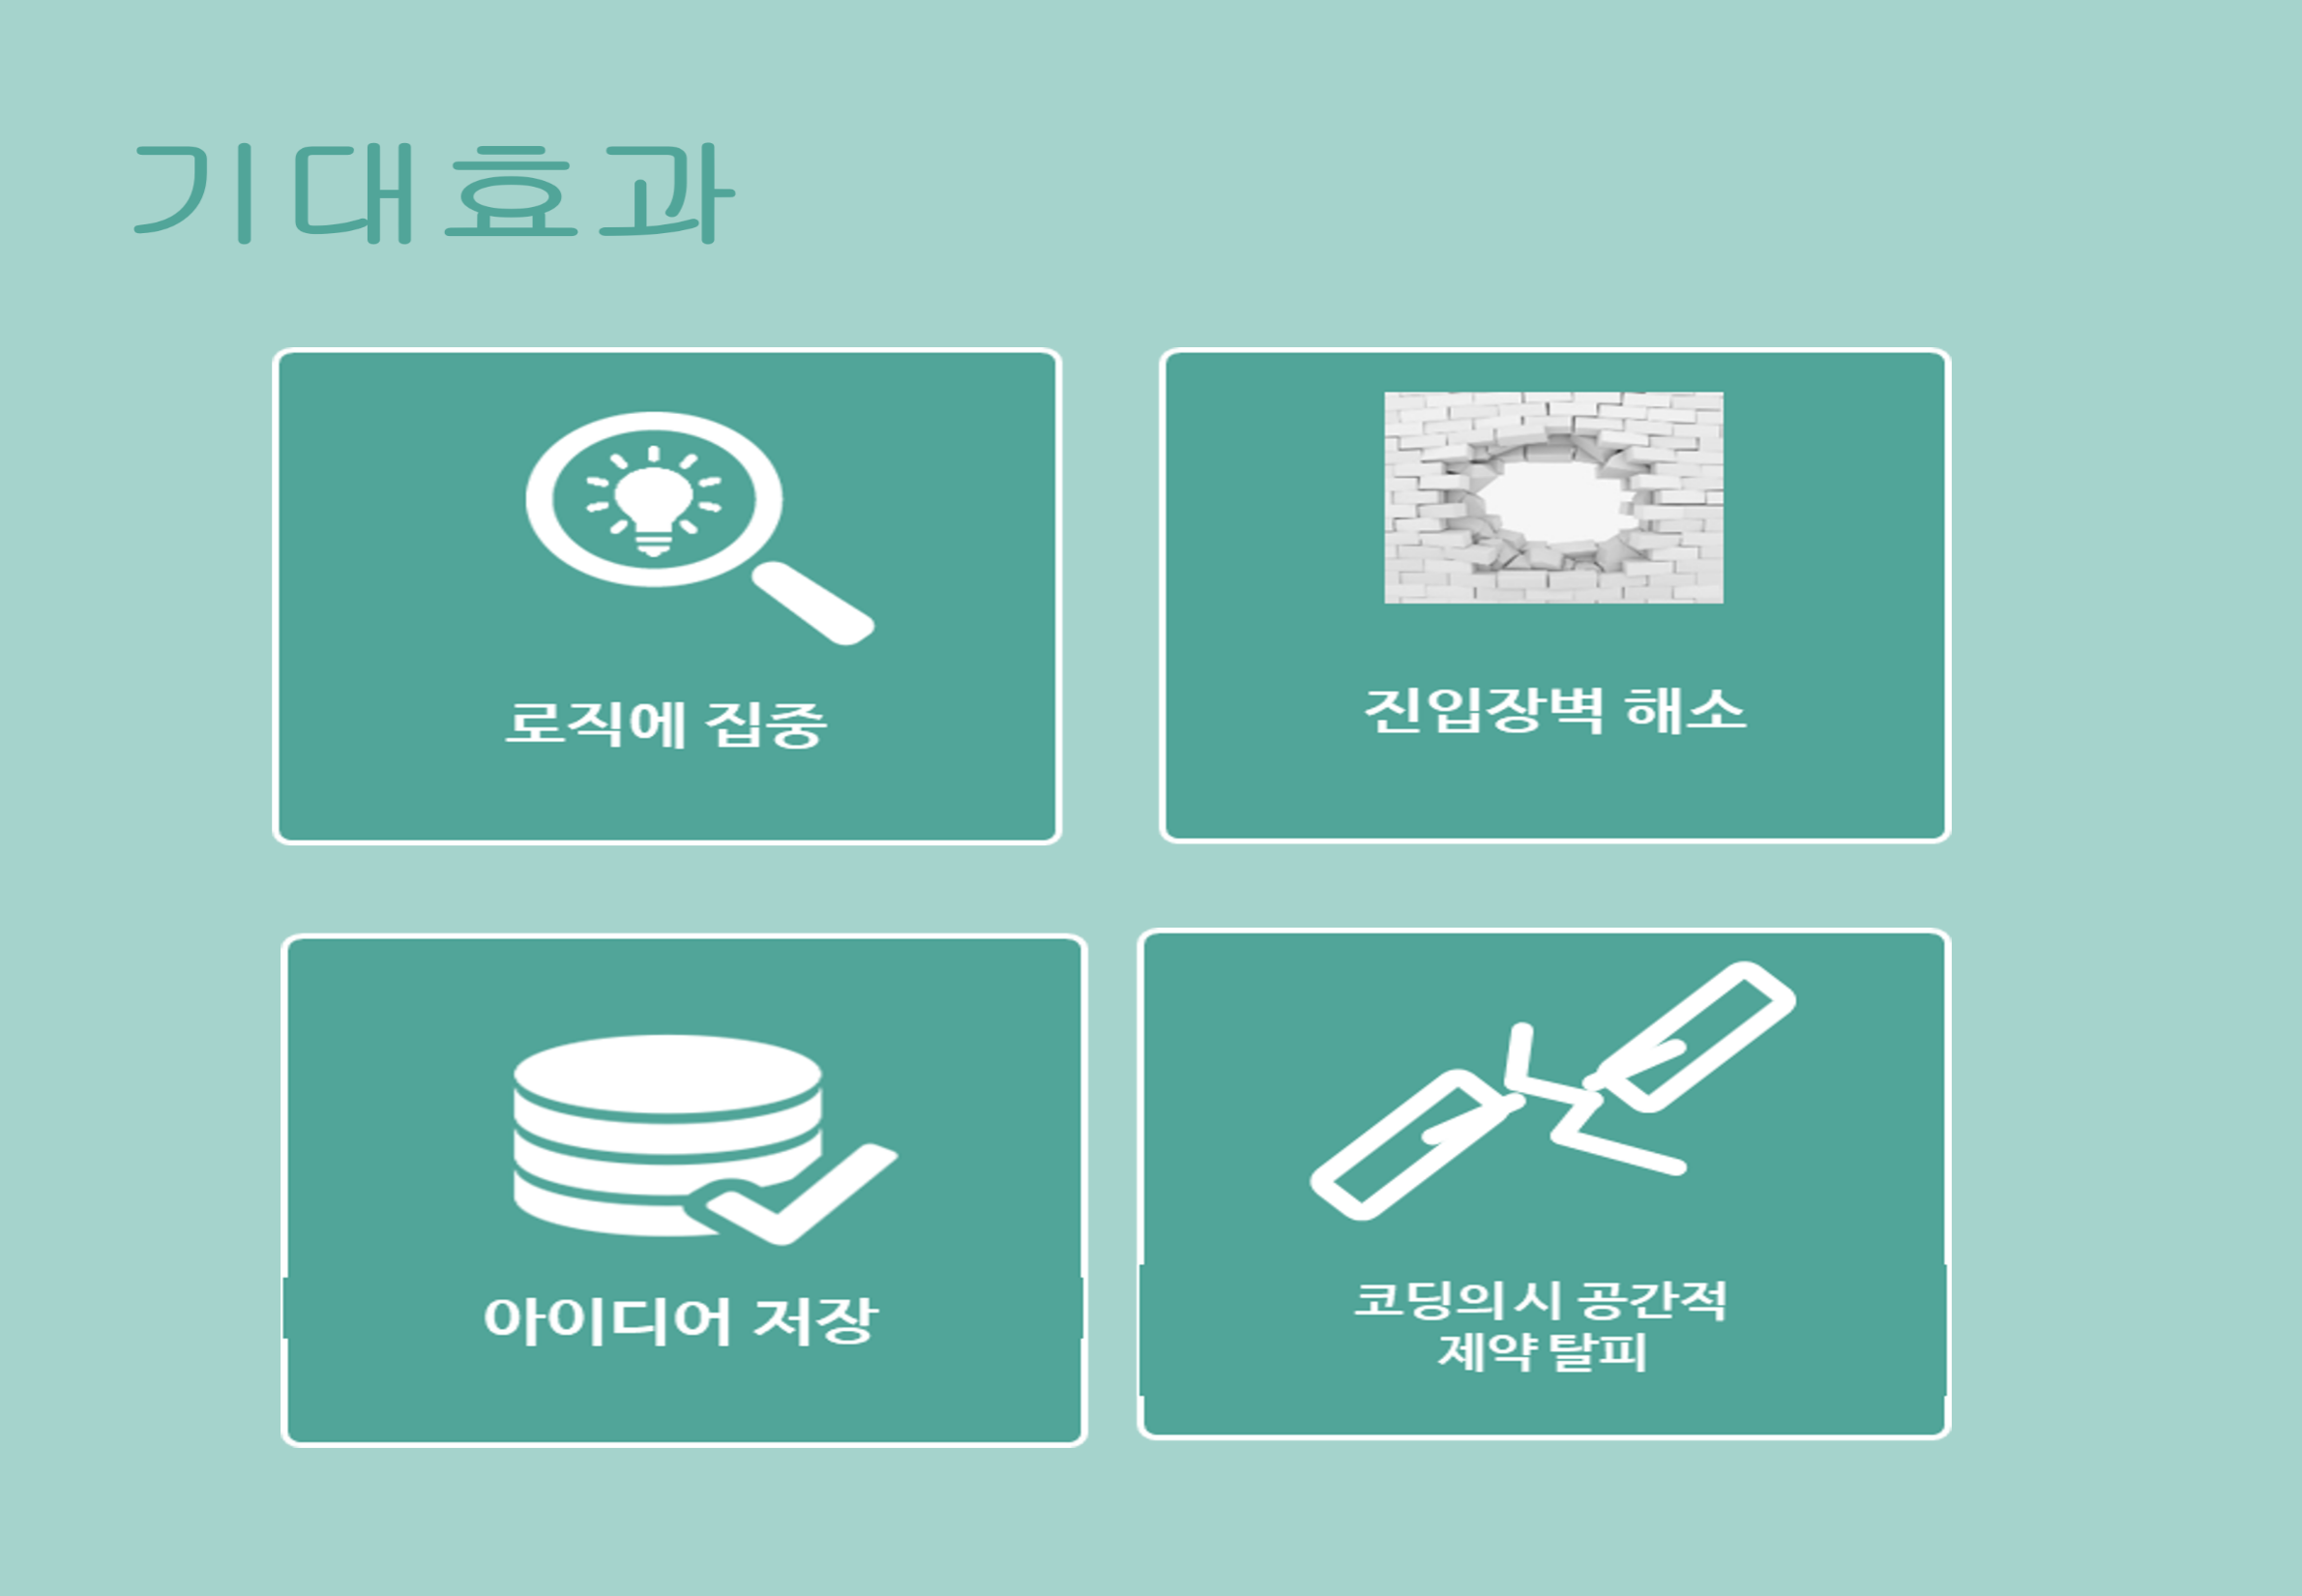 기대효과
로직에 집중
진입장벽 해소
아이디어 저장
코딩의 시 공간적
제약 탈피